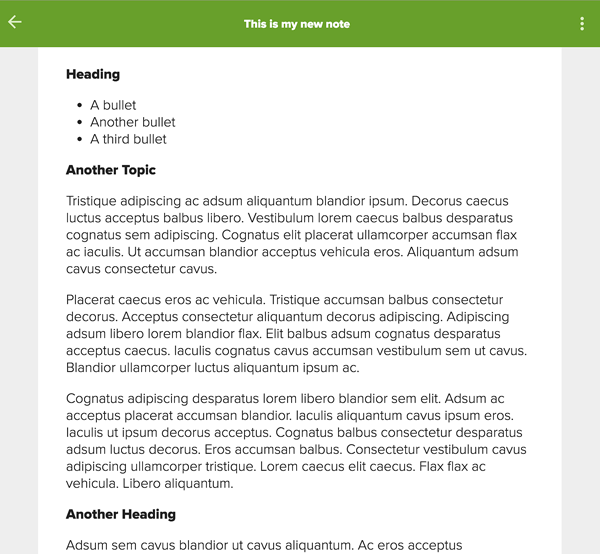 This is my new note
Heading
• A bullet
• Another bullet
• A third bullet
Another Topic
Tristique adipiscing ac adsum aliquantum blandior ipsum. Decorus caecus
luctus acceptus balbus libero. Vestibulum lorem caecus balbus desparatus
cognatus sem adipiscing. Cognatus elit placerat ullamcorper accumsan flax
ac iaculis. Ut accumsan blandior acceptus vehicula eros. Aliquantum adsum
cavus consectetur cavus.
Placerat caecus eros ac vehicula. Tristique accumsan balbus consectetur
decorus. Acceptus consectetur aliquantum decorus adipiscing. Adipiscing
adsum libero lorem blandior flax. Elit balbus adsum cognatus desparatus
acceptus caecus. Iaculis cognatus cavus accumsan vestibulum sem ut cavus.
Blandior ullamcorper luctus aliquantum ipsum ac.
Cognatus adipiscing desparatus lorem libero blandior sem elit. Adsum ac
acceptus placerat accumsan blandior. Iaculis aliquantum cavus ipsum eros.
Iaculis ut ipsum decorus acceptus. Cognatus balbus consectetur desparatus
adsum luctus decorus. Eros accumsan balbus. Consectetur vestibulum cavus
adipiscing ullamcorper tristique. Lorem caecus elit caecus. Flax flax ac
vehicula. Libero aliquantum.
Another Heading
Adsum sem cavus blandior ut cavus aliquantum. Ac eros acceptus